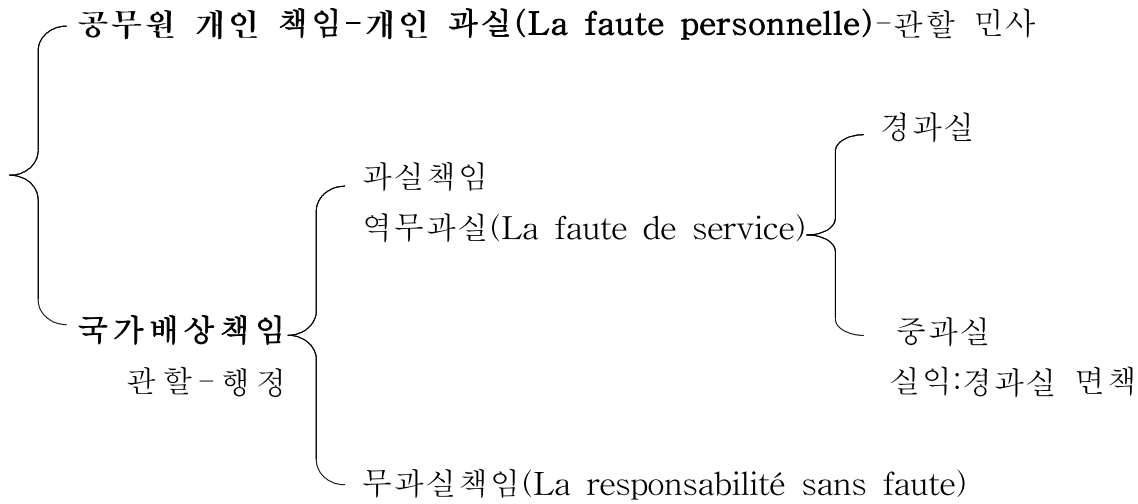 공무원 개인 책임-개인 과실(La faute personnelle)-관할 민사
경과실
과실책임
역무과실(La faute de service)
국가배상책임
중과실
관할-행정
실익:경과실 면책
무과실책임(La responsabilité sans faute)